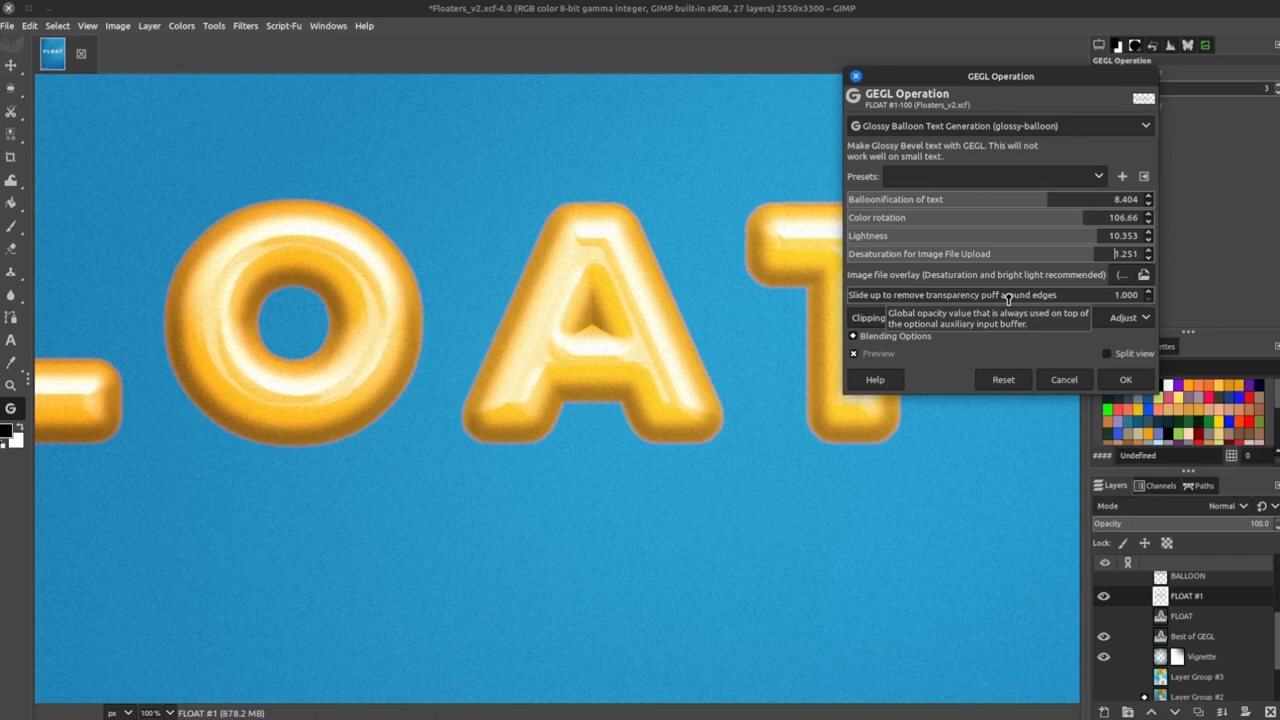 *Floaters_v2.xcf-4.0 (RGB color 8-bit gamma integer, GIMP built-in sRGB, 27 layers) 2550x3300 – GIMP
File Edit Select View Image Layer Colors Tools Filters Script-Fu Windows Help
FLOAT
LOAT
GEGL Operation
GEGL Operation
3
GEGL Operation
FLOAT #1-100 (Floaters_v2.xcf)
Glossy Balloon Text Generation (glossy-balloon)
Make Glossy Bevel text with GEGL. This will not
work well on small text.
Presets:
Balloonification of text 8.404
Color rotation 106.66
Lightness 10.353
Desaturation for Image File Upload 1.251
Image file overlay (Desaturation and bright light recommended) (...
Slide up to remove transparency puff around edges 1.000
Clipping Adjust
Global opacity value that is always used on top of
the optional auxiliary input buffer.
Blending Options
Preview Split view
Help Reset Cancel OK
ettes
#### Undefined 0
Layers Channels Paths
Mode Normal
Opacity 100.0
Lock:
BALLOON
FLOAT #1
FLOAT
Best of GEGL
Vignette
Layer Group #3
Layer Group #2
px 100 % FLOAT #1 (878.2 MB)